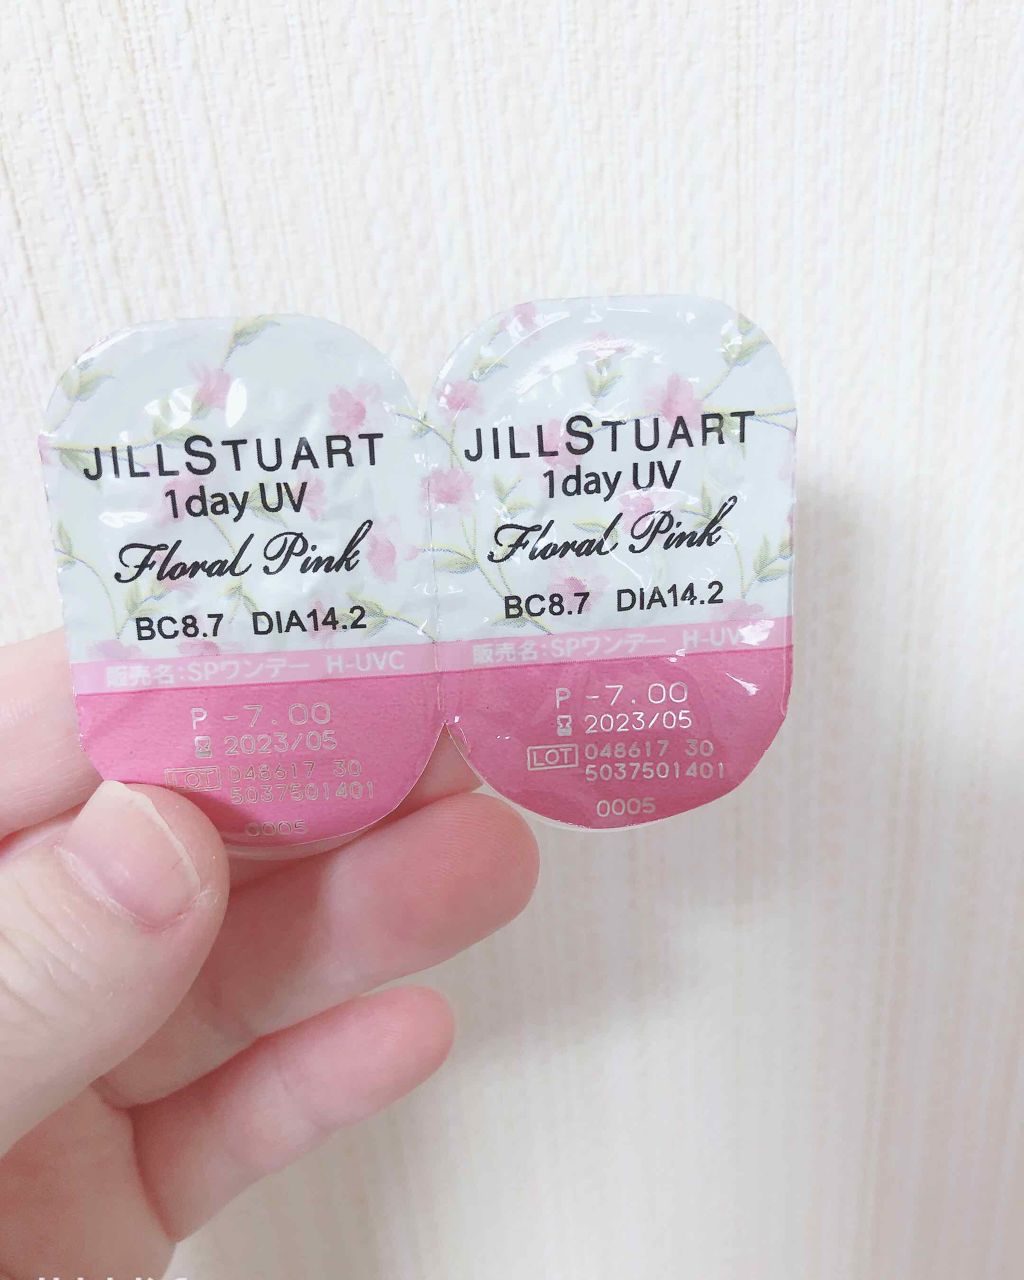 JILLSTUART
1day UV
Floral Pink
BC8.7 DIA14.2
販売名:SPワンデー H-UVC
P -7.00
2023/05
LOT 048617 30
5037501401
0005
JILLSTUART
1day UV
Floral Pink
BC8.7 DIA14.2
販売名:SPワンデー H-UVC
P -7.00
2023/05
LOT 048617 30
5037501401
0005